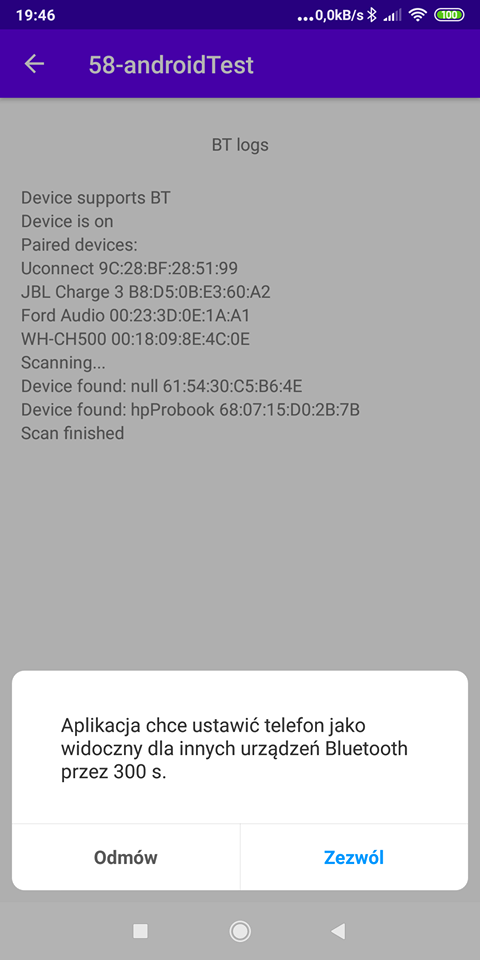 19:46
...0,0kB/s
100
58-androidTest
BT logs
Device supports BT
Device is on
Paired devices:
Uconnect 9C:28:BF:28:51:99
JBL Charge 3 B8:D5:0B:E3:60:A2
Ford Audio 00:23:3D:0E:1A:A1
WH-CH500 00:18:09:8E:4C:0E
Scanning...
Device found: null 61:54:30:C5:B6:4E
Device found: hpProbook 68:07:15:D0:2B:7B
Scan finished
Aplikacja chce ustawić telefon jako
widoczny dla innych urządzeń Bluetooth
przez 300 s.
Odmów
Zezwól